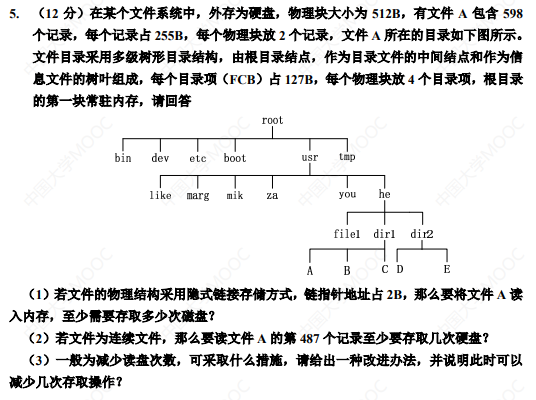 5. (12 分) 在某个文件系统中，外存为硬盘，物理块大小为 512B，有文件 A 包含 598
个记录，每个记录占 255B，每个物理块放 2 个记录，文件 A 所在的目录如下图所示。
文件目录采用多级树形目录结构，由根目录结点，作为目录文件的中间结点和作为信
息文件的树叶组成，每个目录项（FCB）占 127B，每个物理块放 4 个目录项，根目录
的第一块常驻内存，请回答
root
bin dev etc boot usr tmp
like marg mik za you he
file1 dir1 dir2
A B C D E
（1）若文件的物理结构采用隐式链接存储方式，链指针地址占 2B，那么要将文件 A 读
入内存，至少需要存取多少次磁盘？
（2）若文件为连续文件，那么要读文件 A 的第 487 个记录至少要存取几次硬盘？
（3）一般为减少读盘次数，可采取什么措施，请给出一种改进办法，并说明此时可以
减少几次存取操作？
中国大学MOOC